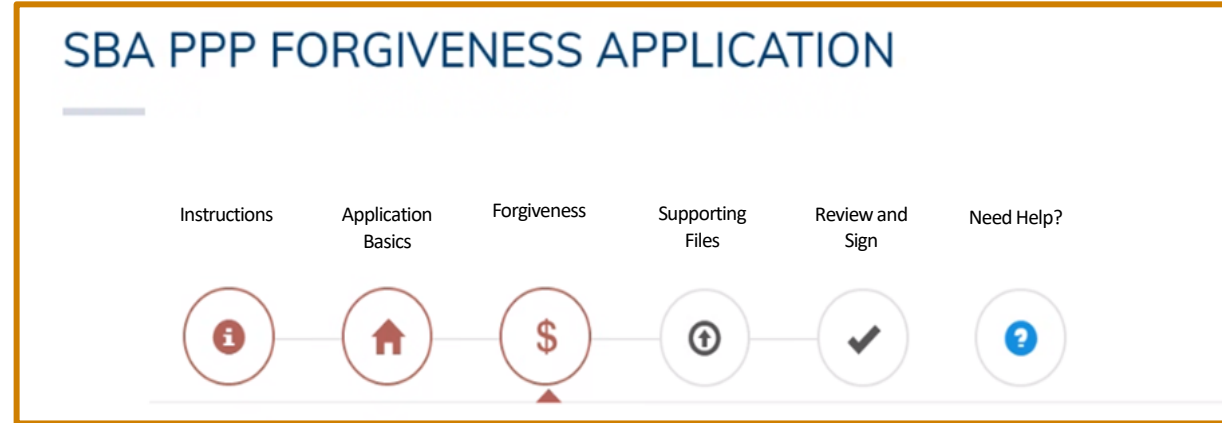 SBA PPP FORGIVENESS APPLICATION
Instructions
Application
Basics
Forgiveness
Supporting
Files
Review and
Sign
Need Help?
i
$
?